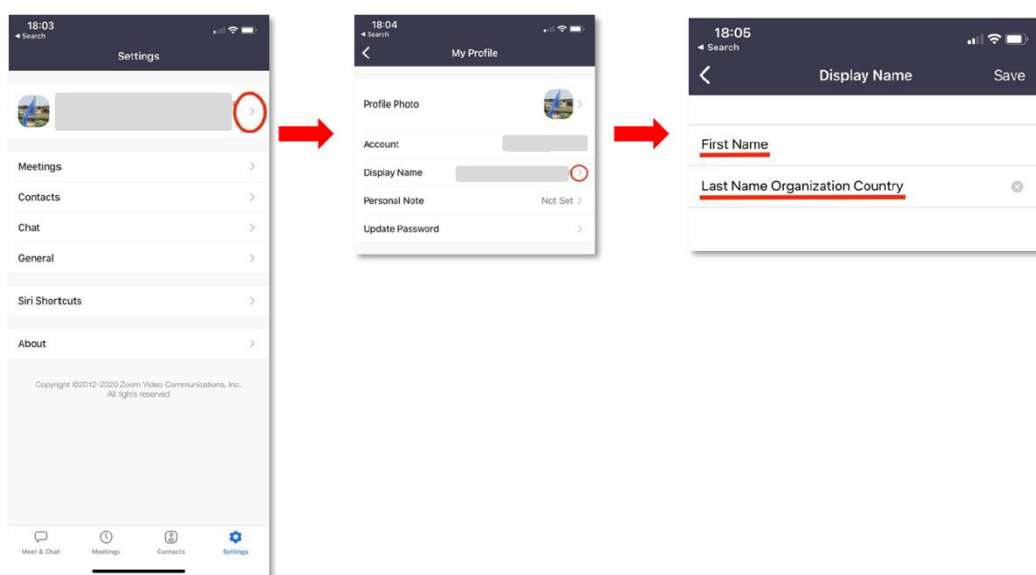 18:03
Search
Settings
Meetings
Contacts
Chat
General
Siri Shortcuts
About
Copyright ©2012-2020 Zoom Video Communications, Inc.
All rights reserved
Meet & Chat
Meetings
Contacts
Settings
18:04
Search
My Profile
Profile Photo
Account
Display Name
Personal Note Not Set
Update Password
18:05
Search
Display Name Save
First Name
Last Name Organization Country